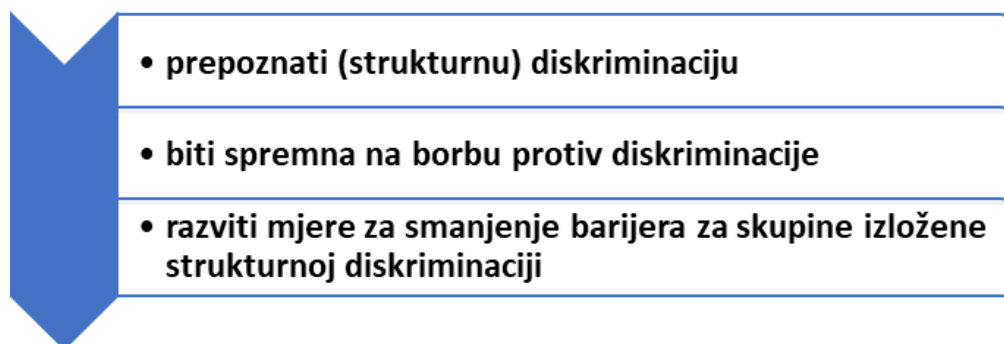 • prepoznati (strukturnu) diskriminaciju
• biti spremna na borbu protiv diskriminacije
• razviti mjere za smanjenje barijera za skupine izložene
strukturnoj diskriminaciji